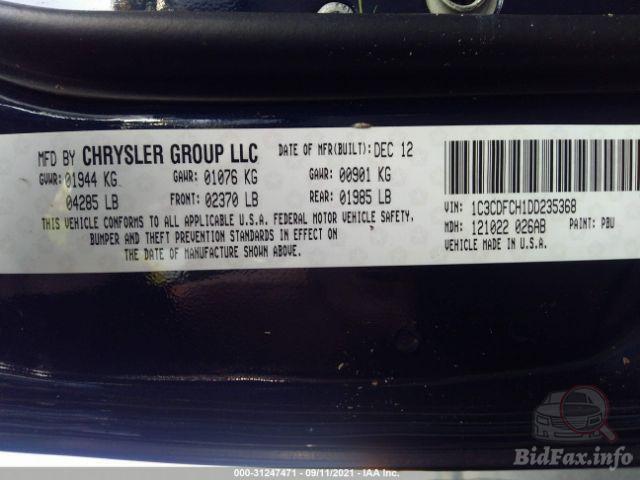 MFD BY CHRYSLER GROUP LLC DATE OF MFR(BUILT): DEC 12
GVWR: 01944 KG GAWR: 01076 KG GAWR: 00901 KG
04285 LB FRONT: 02370 LB REAR: 01985 LB
THIS VEHICLE CONFORMS TO ALL APPLICABLE U.S.A. FEDERAL MOTOR VEHICLE SAFETY,
BUMPER AND THEFT PREVENTION STANDARDS IN EFFECT ON
THE DATE OF MANUFACTURE SHOWN ABOVE.
VIN: 1C3CDFCH1DD235368
MDH: 121022 026AB PAINT: PBU
VEHICLE MADE IN U.S.A.
BidFax.info
000-31247471 - 09/11/2021 - IAA Inc.